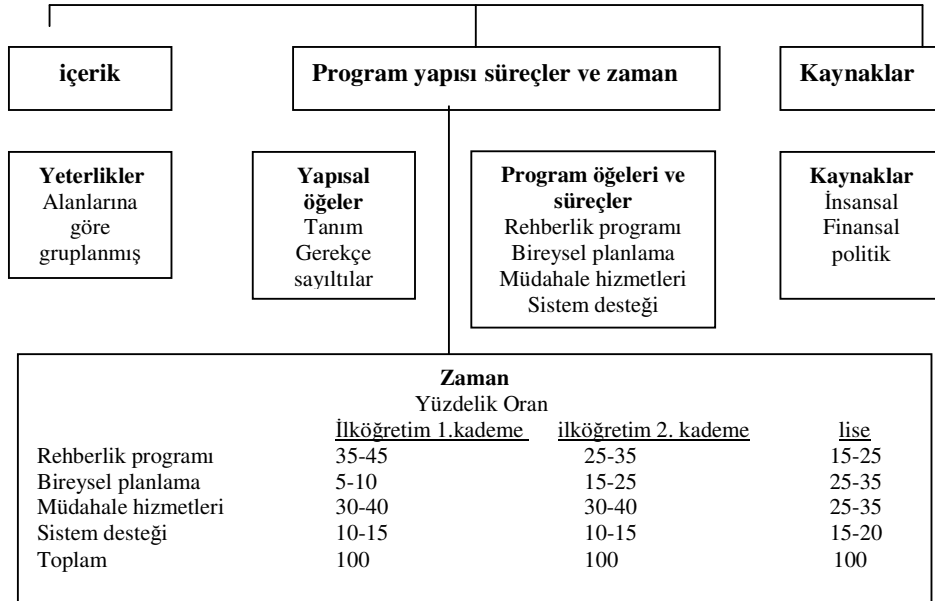 içerik
Program yapısı süreçler ve zaman
Kaynaklar
Yeterlikler
Alanlarına
göre
gruplanmış
Yapısal
öğeler
Tanım
Gerekçe
sayıltılar
Program öğeleri ve
süreçler
Rehberlik programı
Bireysel planlama
Müdahale hizmetleri
Sistem desteği
Kaynaklar
İnsansal
Finansal
politik
Zaman
Yüzdelik Oran
İlköğretim 1.kademe ilköğretim 2. kademe lise
Rehberlik programı 35-45 25-35 15-25
Bireysel planlama 5-10 15-25 25-35
Müdahale hizmetleri 30-40 30-40 25-35
Sistem desteği 10-15 10-15 15-20
Toplam 100 100 100